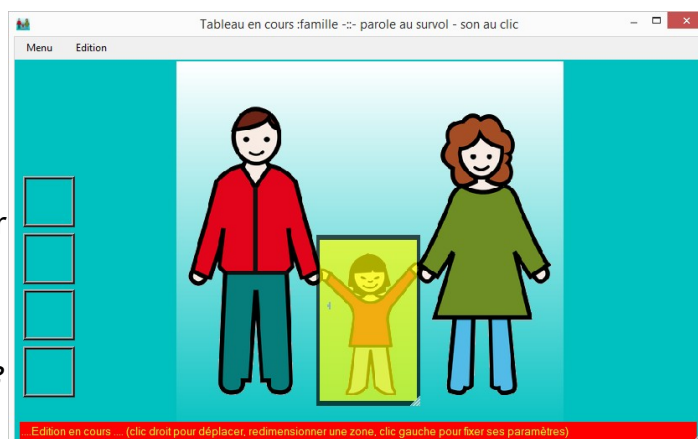 Tableau en cours :famille -::- parole au survol - son au clic
Menu Edition
...Edition en cours .... (clic droit pour déplacer, redimensionner une zone, clic gauche pour fixer ses paramètres)